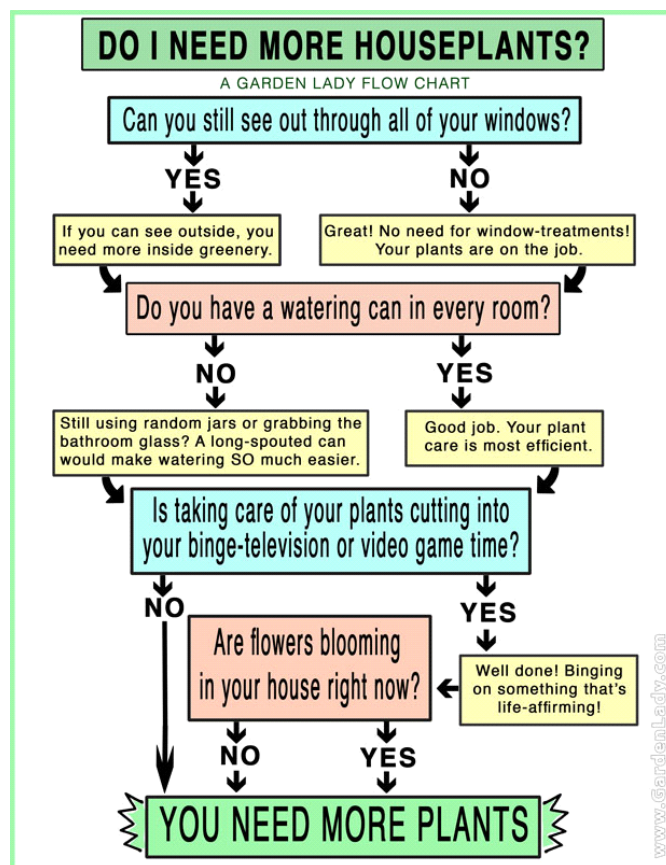 DO I NEED MORE HOUSEPLANTS?
A GARDEN LADY FLOW CHART
Can you still see out through all of your windows?
YES
NO
If you can see outside, you
need more inside greenery.
Great! No need for window-treatments!
Your plants are on the job.
Do you have a watering can in every room?
NO
YES
Still using random jars or grabbing the
bathroom glass? A long-spouted can
would make watering SO much easier.
Good job. Your plant
care is most efficient.
Is taking care of your plants cutting into
your binge-television or video game time?
NO
YES
Are flowers blooming
in your house right now?
Well done! Binging
on something that's
life-affirming!
NO
YES
YOU NEED MORE PLANTS
www.GardenLady.com